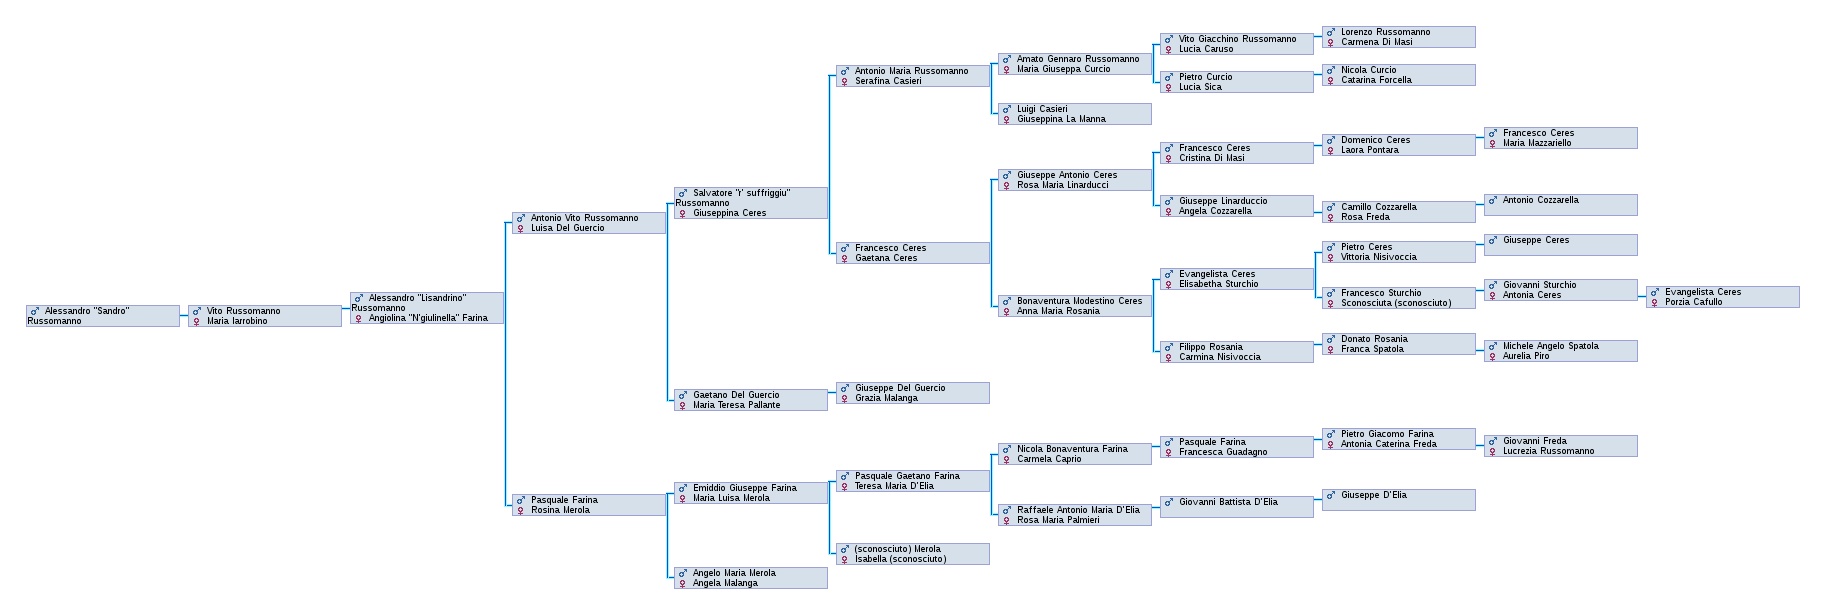 Alessandro "Sandro"
Russomanno
Vito Russomanno
Maria Iarrobino
Alessandro "Lisandrino"
Russomanno
Angiolina "N'giulinella" Farina
Antonio Vito Russomanno
Luisa Del Guercio
Pasquale Farina
Rosina Merola
Salvatore "r' suffriggiu"
Russomanno
Giuseppina Ceres
Gaetano Del Guercio
Maria Teresa Pallante
Emiddio Giuseppe Farina
Maria Luisa Merola
Angelo Maria Merola
Angela Malanga
Antonio Maria Russomanno
Serafina Casieri
Francesco Ceres
Gaetana Ceres
Giuseppe Del Guercio
Grazia Malanga
Pasquale Gaetano Farina
Teresa Maria D'Elia
(sconosciuto) Merola
Isabella (sconosciuto)
Amato Gennaro Russomanno
Maria Giuseppa Curcio
Luigi Casieri
Giuseppina La Manna
Giuseppe Antonio Ceres
Rosa Maria Linarducci
Bonaventura Modestino Ceres
Anna Maria Rosania
Nicola Bonaventura Farina
Carmela Caprio
Raffaele Antonio Maria D'Elia
Rosa Maria Palmieri
Vito Giacchino Russomanno
Lucia Caruso
Pietro Curcio
Lucia Sica
Francesco Ceres
Cristina Di Masi
Giuseppe Linarduccio
Angela Cozzarella
Evangelista Ceres
Elisabetha Sturchio
Filippo Rosania
Carmina Nisivoccia
Pasquale Farina
Francesca Guadagno
Giovanni Battista D'Elia
Lorenzo Russomanno
Carmena Di Masi
Nicola Curcio
Catarina Forcella
Domenico Ceres
Laora Pontara
Camillo Cozzarella
Rosa Freda
Pietro Ceres
Vittoria Nisivoccia
Francesco Sturchio
Sconosciuta (sconosciuto)
Donato Rosania
Franca Spatola
Pietro Giacomo Farina
Antonia Caterina Freda
Giuseppe D'Elia
Francesco Ceres
Maria Mazzariello
Antonio Cozzarella
Giuseppe Ceres
Giovanni Sturchio
Antonia Ceres
Michele Angelo Spatola
Aurelia Piro
Giovanni Freda
Lucrezia Russomanno
Evangelista Ceres
Porzia Cafullo